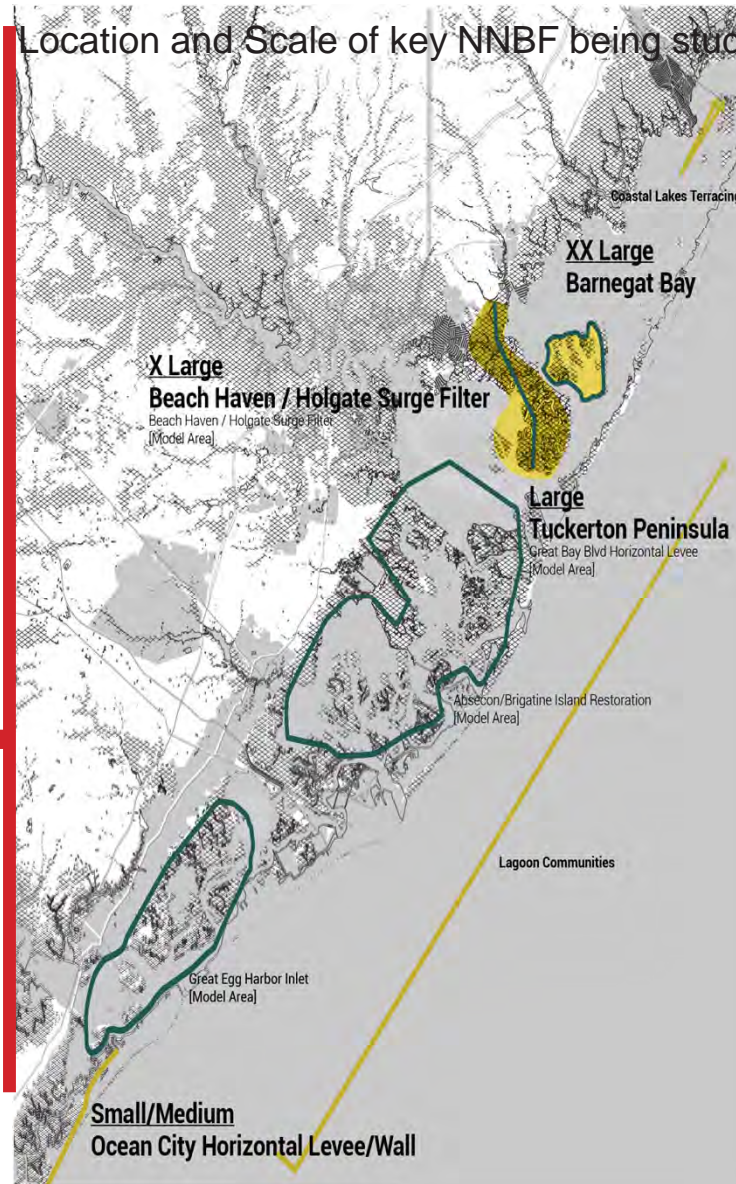 Location and Scale of key NNBF being stud
Coastal Lakes Terracing
XX Large
Barnegat Bay
X Large
Beach Haven / Holgate Surge Filter
Beach Haven / Holgate Surge Filter
[Model Area]
Large
Tuckerton Peninsula
Great Bay Blvd Horizontal Levee
[Model Area]
Absecon/Brigatine Island Restoration
[Model Area]
Lagoon Communities
Great Egg Harbor Inlet
[Model Area]
Small/Medium
Ocean City Horizontal Levee/Wall